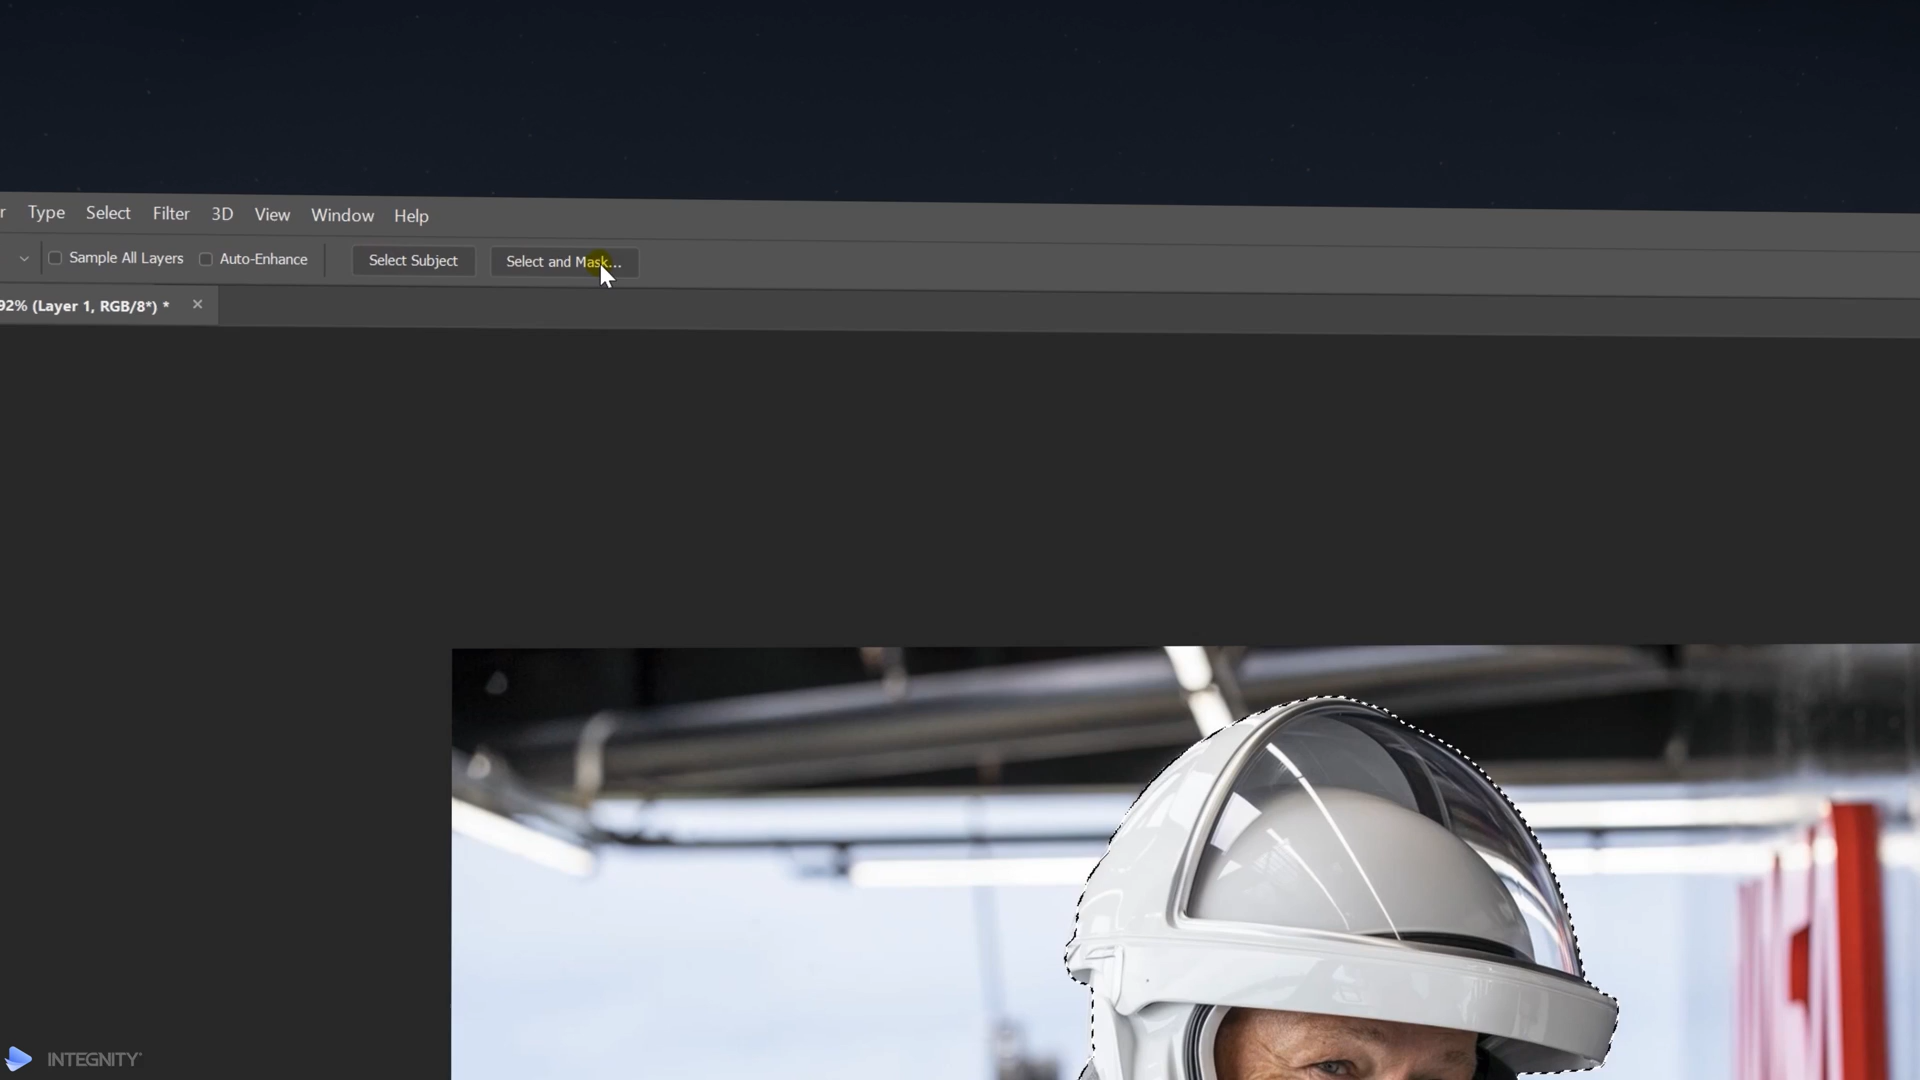 r Type Select Filter 3D View Window Help
Sample All Layers Auto-Enhance Select Subject Select and Mask...
92% (Layer 1, RGB/8*) * ×
INTEGNITY